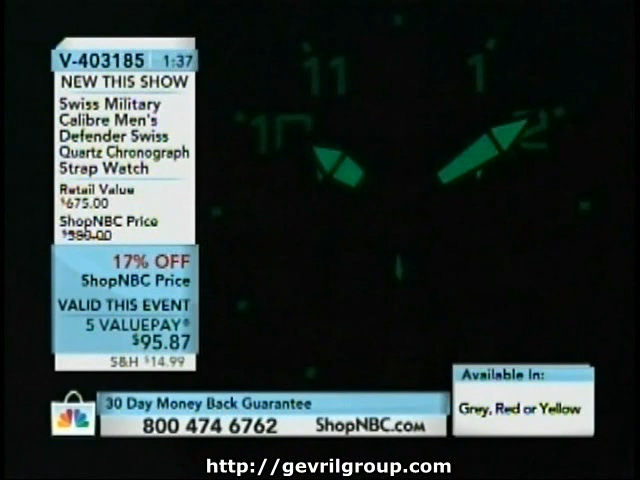 V-403185 1:37
NEW THIS SHOW
Swiss Military
Calibre Men's
Defender Swiss
Quartz Chronograph
Strap Watch
Retail Value
$675.00
ShopNBC Price
17% OFF
ShopNBC Price
VALID THIS EVENT
5 VALUEPAY®
$95.87
S&H $14.99
11
1
10
2
Available In:
Grey, Red or Yellow
30 Day Money Back Guarantee
800 474 6762 ShopNBC.com
http://gevrilgroup.com